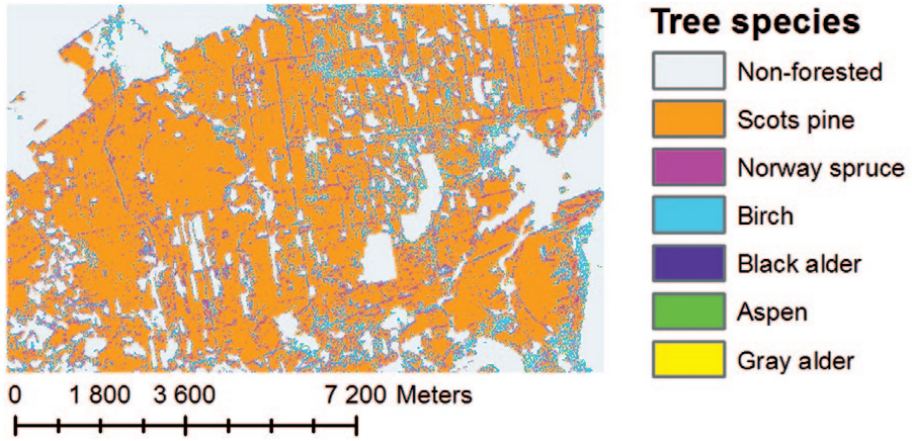 Tree species
Non-forested
Scots pine
Norway spruce
Birch
Black alder
Aspen
Gray alder
0 1 800 3 600 7 200 Meters